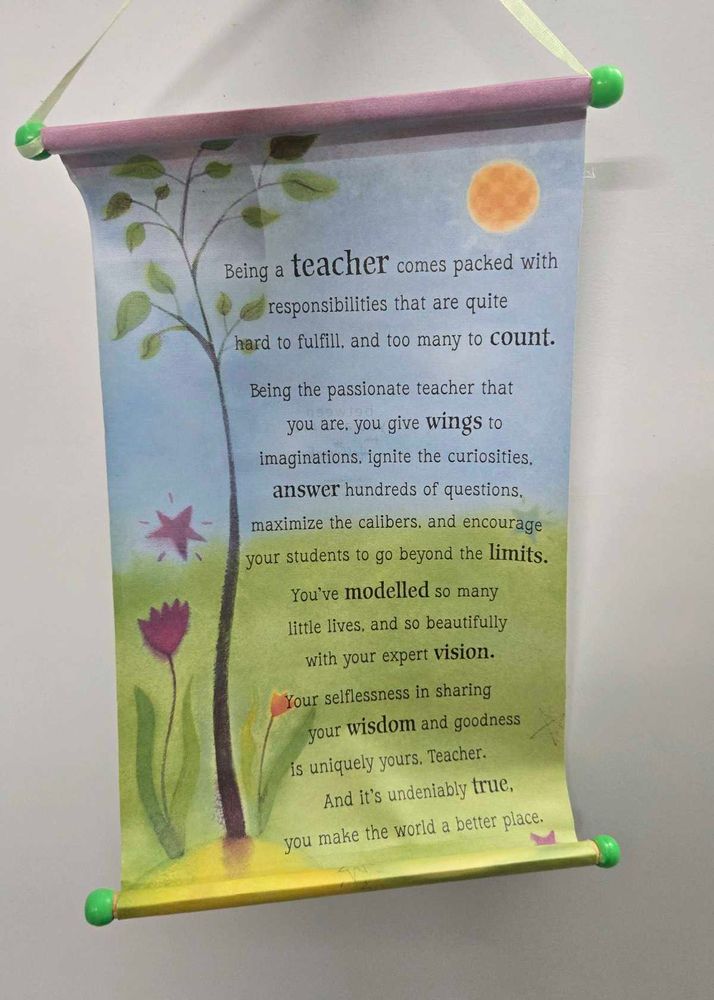 Being a teacher comes packed with
responsibilities that are quite
hard to fulfill, and too many to count.
Being the passionate teacher that
you are, you give wings to
imaginations, ignite the curiosities,
answer hundreds of questions,
maximize the calibers, and encourage
your students to go beyond the limits.
You've modelled so many
little lives, and so beautifully
with your expert vision.
Your selflessness in sharing
your wisdom and goodness
is uniquely yours, Teacher.
And it's undeniably true,
you make the world a better place.